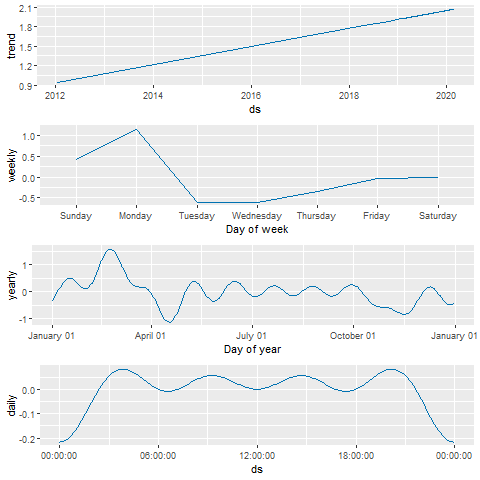 trend
2.1
1.8
1.5
1.2
0.9
2012 2014 2016 2018 2020
ds
weekly
1.0
0.5
0.0
-0.5
Sunday Monday Tuesday Wednesday Thursday Friday Saturday
Day of week
yearly
1
0
-1
January 01 April 01 July 01 October 01 January 01
Day of year
daily
0.0
-0.1
-0.2
00:00:00 06:00:00 12:00:00 18:00:00 00:00:00
ds